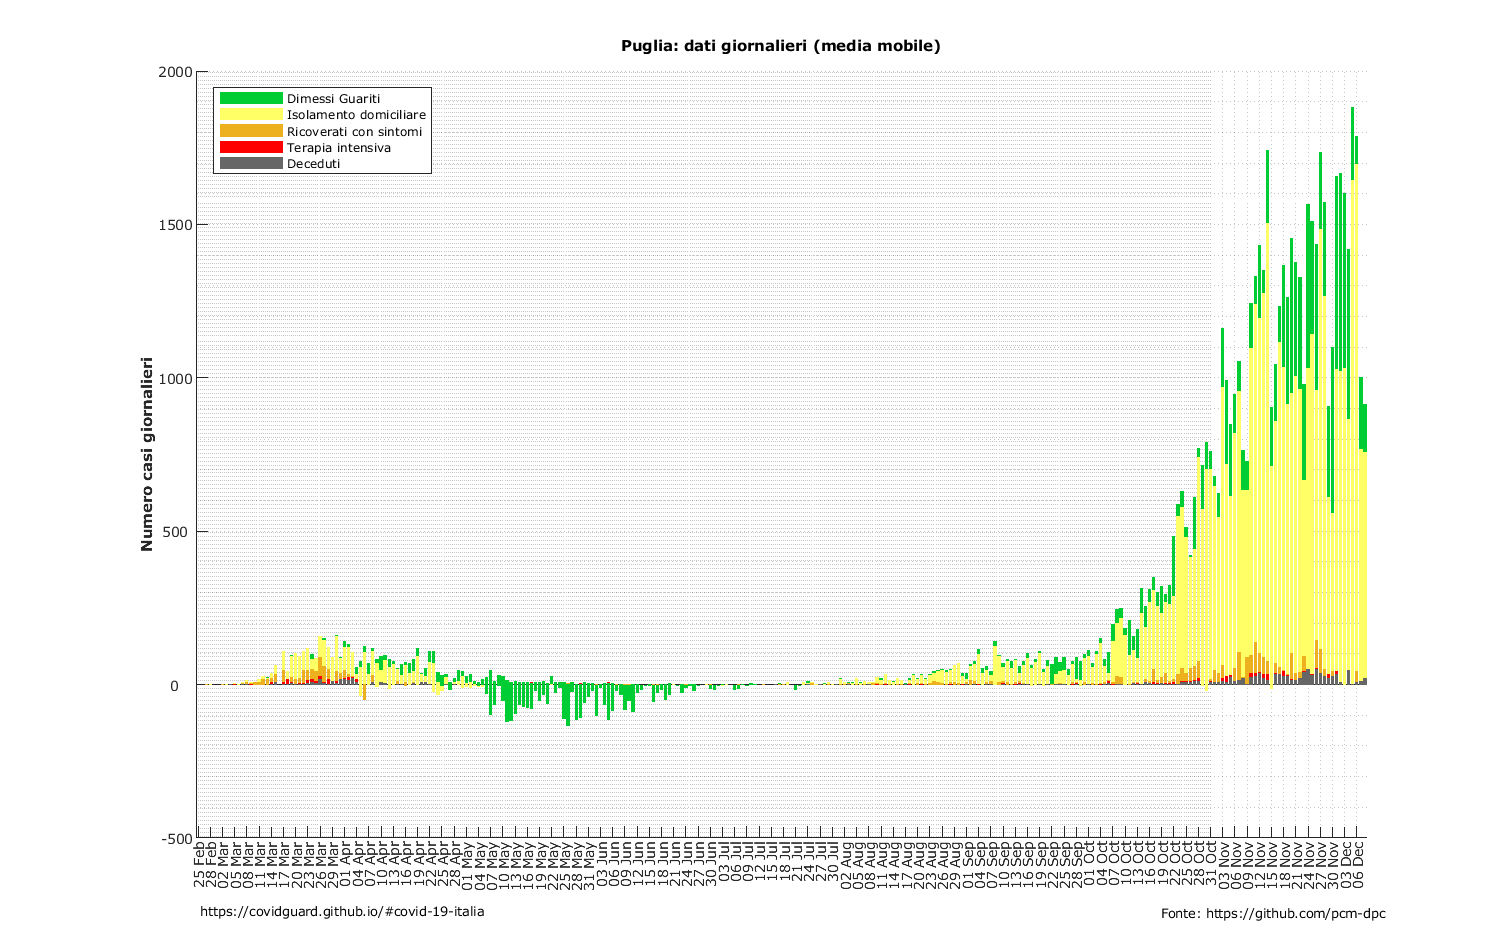 Puglia: dati giornalieri (media mobile)
2000
1500
1000
500
0
-500
Numero casi giornalieri
Dimessi Guariti
Isolamento domiciliare
Ricoverati con sintomi
Terapia intensiva
Deceduti
25 Feb
28 Feb
02 Mar
05 Mar
08 Mar
11 Mar
14 Mar
17 Mar
20 Mar
23 Mar
26 Mar
29 Mar
01 Apr
04 Apr
07 Apr
10 Apr
13 Apr
16 Apr
19 Apr
22 Apr
25 Apr
28 Apr
01 May
04 May
07 May
10 May
13 May
16 May
19 May
22 May
25 May
28 May
31 May
03 Jun
06 Jun
09 Jun
12 Jun
15 Jun
18 Jun
21 Jun
24 Jun
27 Jun
30 Jun
03 Jul
06 Jul
09 Jul
12 Jul
15 Jul
18 Jul
21 Jul
24 Jul
27 Jul
30 Jul
02 Aug
05 Aug
08 Aug
11 Aug
14 Aug
17 Aug
20 Aug
23 Aug
26 Aug
29 Aug
01 Sep
04 Sep
07 Sep
10 Sep
13 Sep
16 Sep
19 Sep
22 Sep
25 Sep
28 Sep
01 Oct
04 Oct
07 Oct
10 Oct
13 Oct
16 Oct
19 Oct
22 Oct
25 Oct
28 Oct
31 Oct
03 Nov
06 Nov
09 Nov
12 Nov
15 Nov
18 Nov
21 Nov
24 Nov
27 Nov
30 Nov
03 Dec
06 Dec
https://covidguard.github.io/#covid-19-italia
Fonte: https://github.com/pcm-dpc